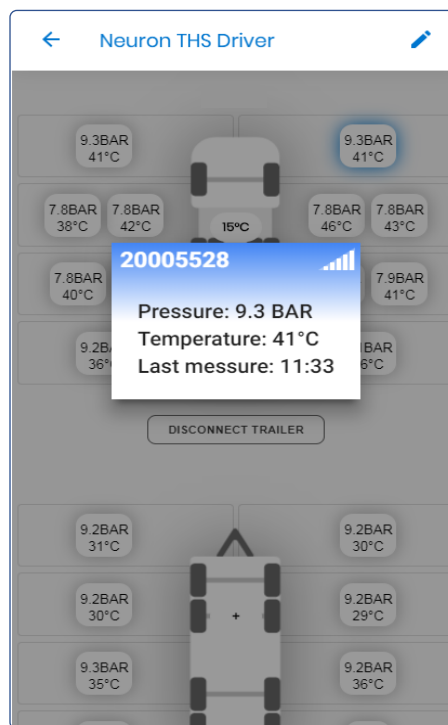 Neuron THS Driver
9.3BAR 9.3BAR
41°C 41°C
7.8BAR 7.8BAR 7.8BAR 7.8BAR
38°C 42°C 15°C 46°C 43°C
20005528
7.8BAR 7.9BAR
40°C 41°C
Pressure: 9.3 BAR
Temperature: 41°C
Last messure: 11:33
DISCONNECT TRAILER
9.2BAR 9.2BAR
31°C 30°C
9.2BAR 9.2BAR
30°C 29°C
9.3BAR 9.2BAR
35°C 36°C